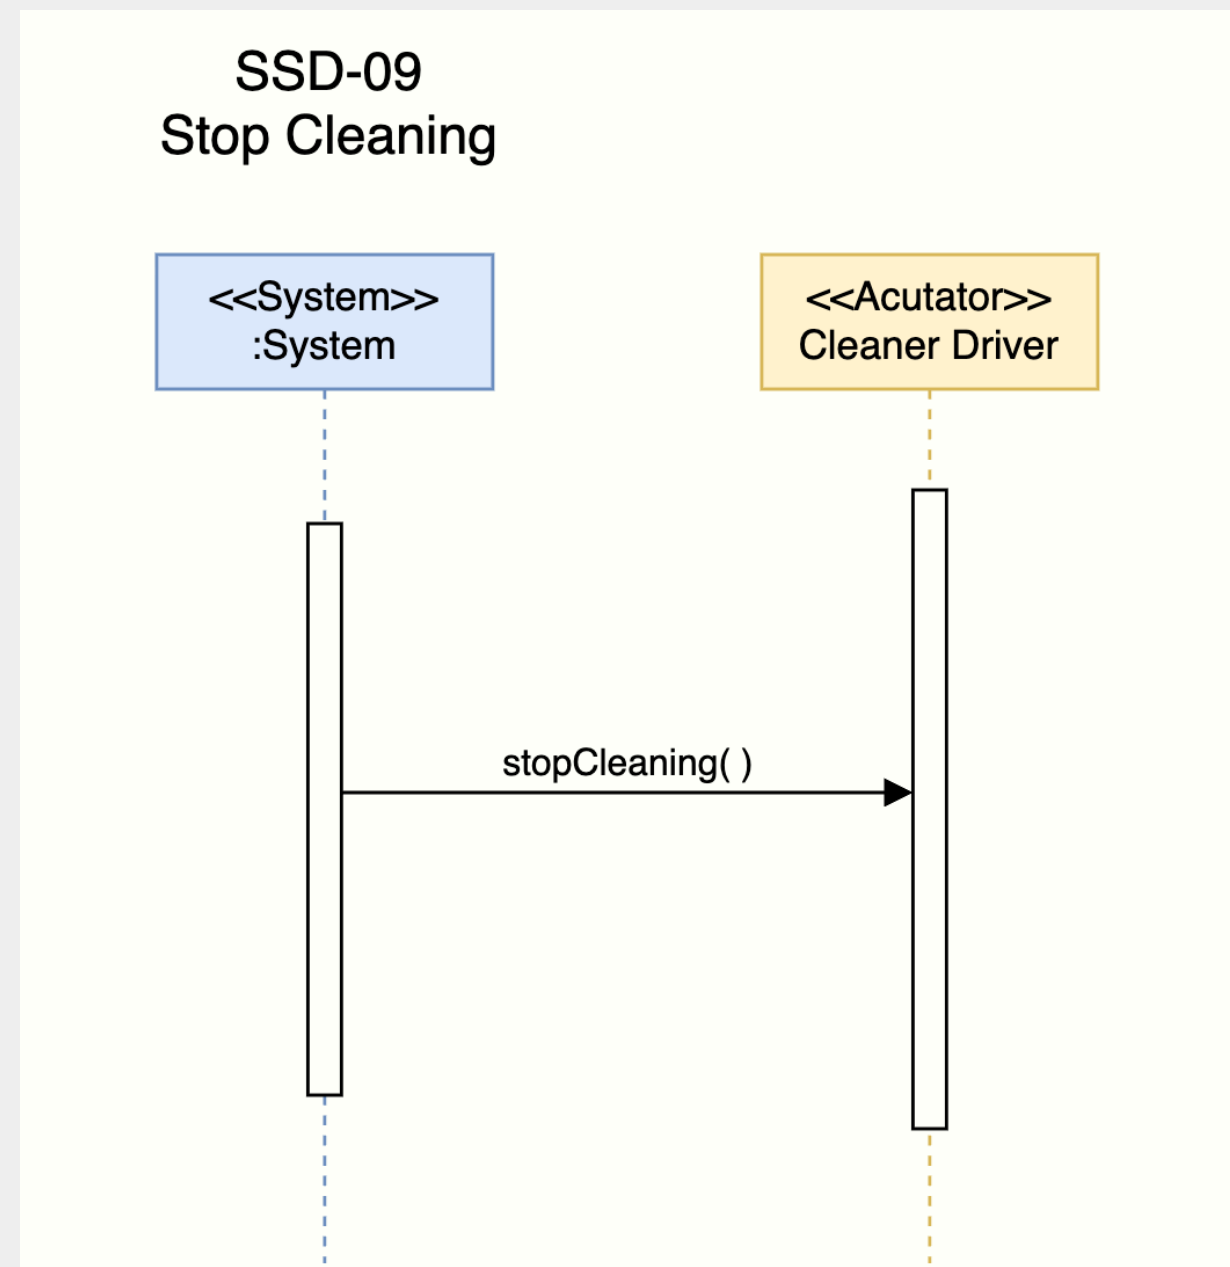 SSD-09
Stop Cleaning
<<System>>
:System
<<Acutator>>
Cleaner Driver
stopCleaning( )